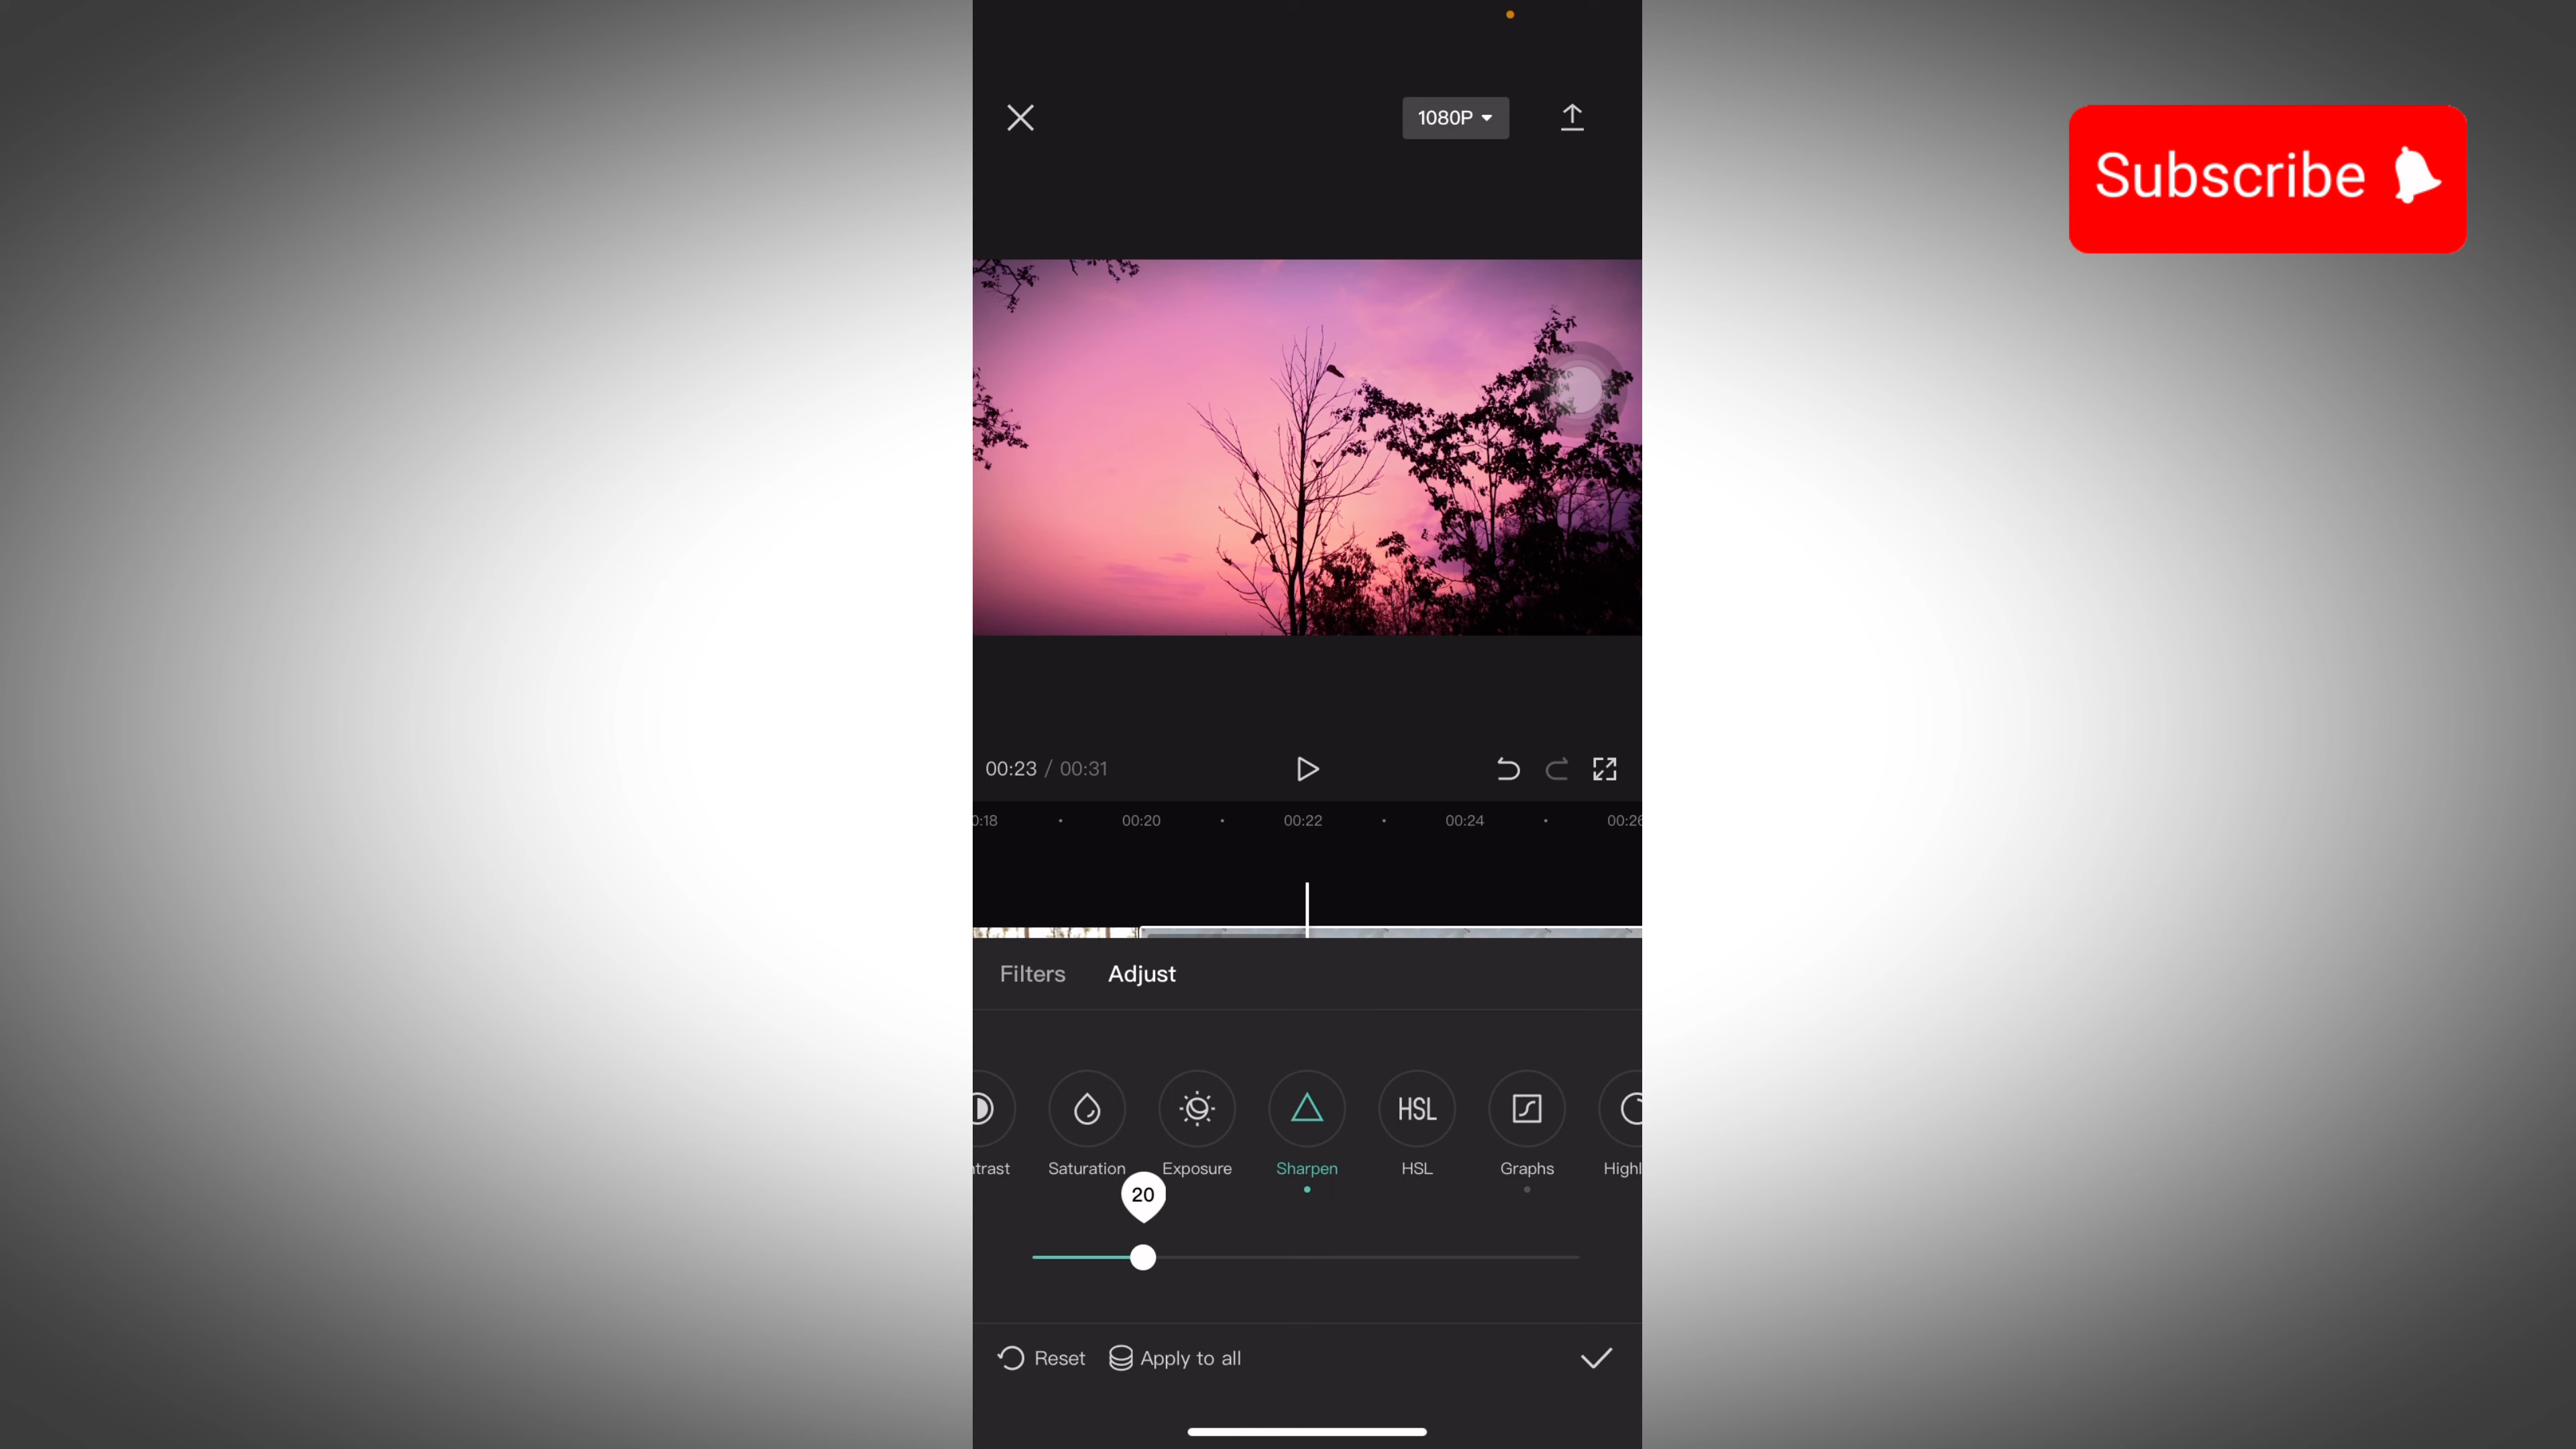 1080P
Subscribe
00:23 / 00:31
0:18 00:20 00:22 00:24 00:26
Filters Adjust
HSL
ntrast Saturation Exposure Sharpen HSL Graphs Highl
20
Reset Apply to all